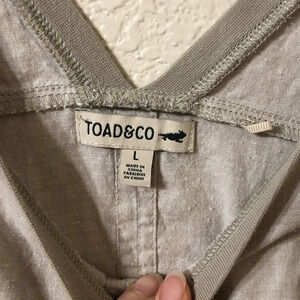 TOAD&CO
L
MADE IN
CHINA
FABRIQUÉ
EN CHINE